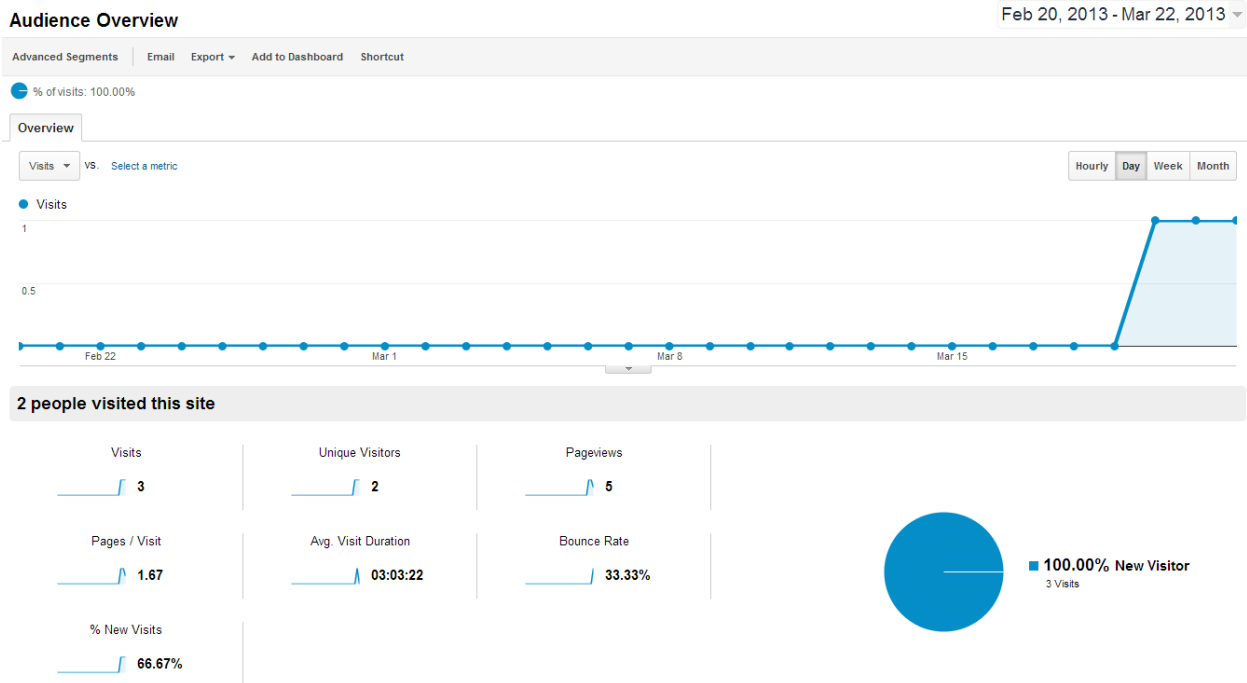 Audience Overview
Feb 20, 2013 - Mar 22, 2013
Advanced Segments Email Export Add to Dashboard Shortcut
% of visits: 100.00%
Overview
Visits VS. Select a metric
Hourly Day Week Month
Visits
1
0.5
Feb 22 Mar 1 Mar 8 Mar 15
2 people visited this site
Visits
3
Unique Visitors
2
Pageviews
5
Pages / Visit
1.67
Avg. Visit Duration
03:03:22
Bounce Rate
33.33%
% New Visits
66.67%
100.00% New Visitor
3 Visits